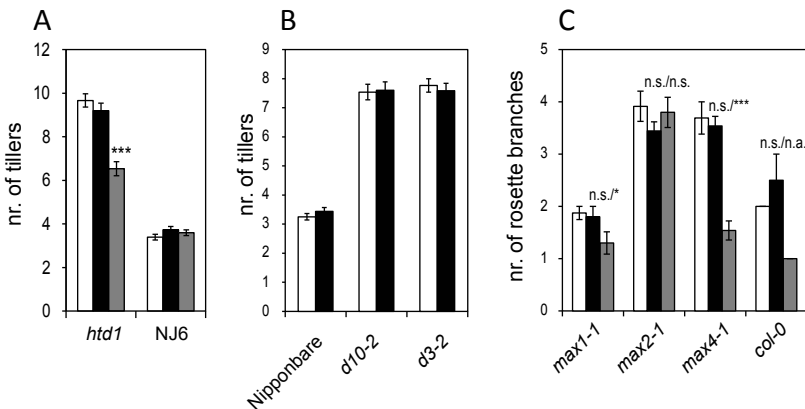 A
B
C
nr. of tillers
12
10
8
6
4
2
0
***
htd1
NJ6
nr. of tillers
9
8
7
6
5
4
3
2
1
0
Nipponbare
d10-2
d3-2
nr. of rosette branches
5
4
3
2
1
0
n.s./*
n.s./n.s.
n.s./***
n.s./n.a.
max1-1
max2-1
max4-1
col-0